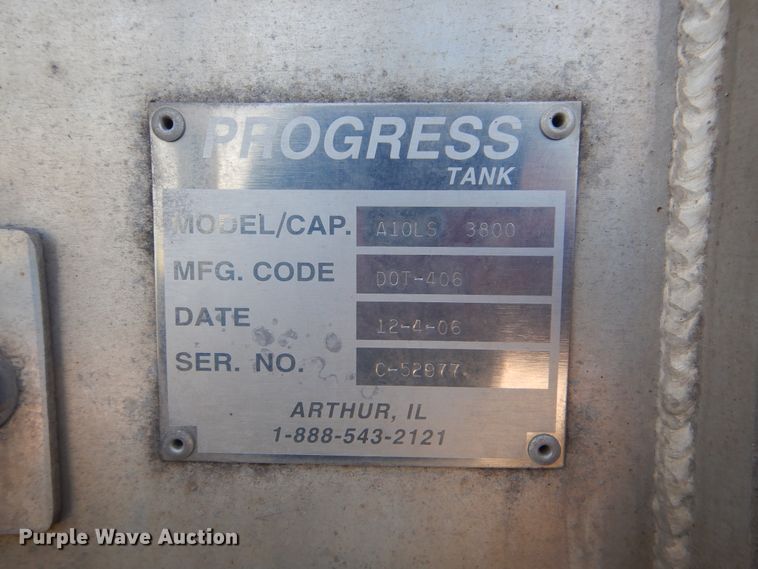 PROGRESS
TANK
MODEL/CAP. A10LS 3800
MFG. CODE DOT-406
DATE 12-4-06
SER. NO. C-52977
ARTHUR, IL
1-888-543-2121
Purple Wave Auction